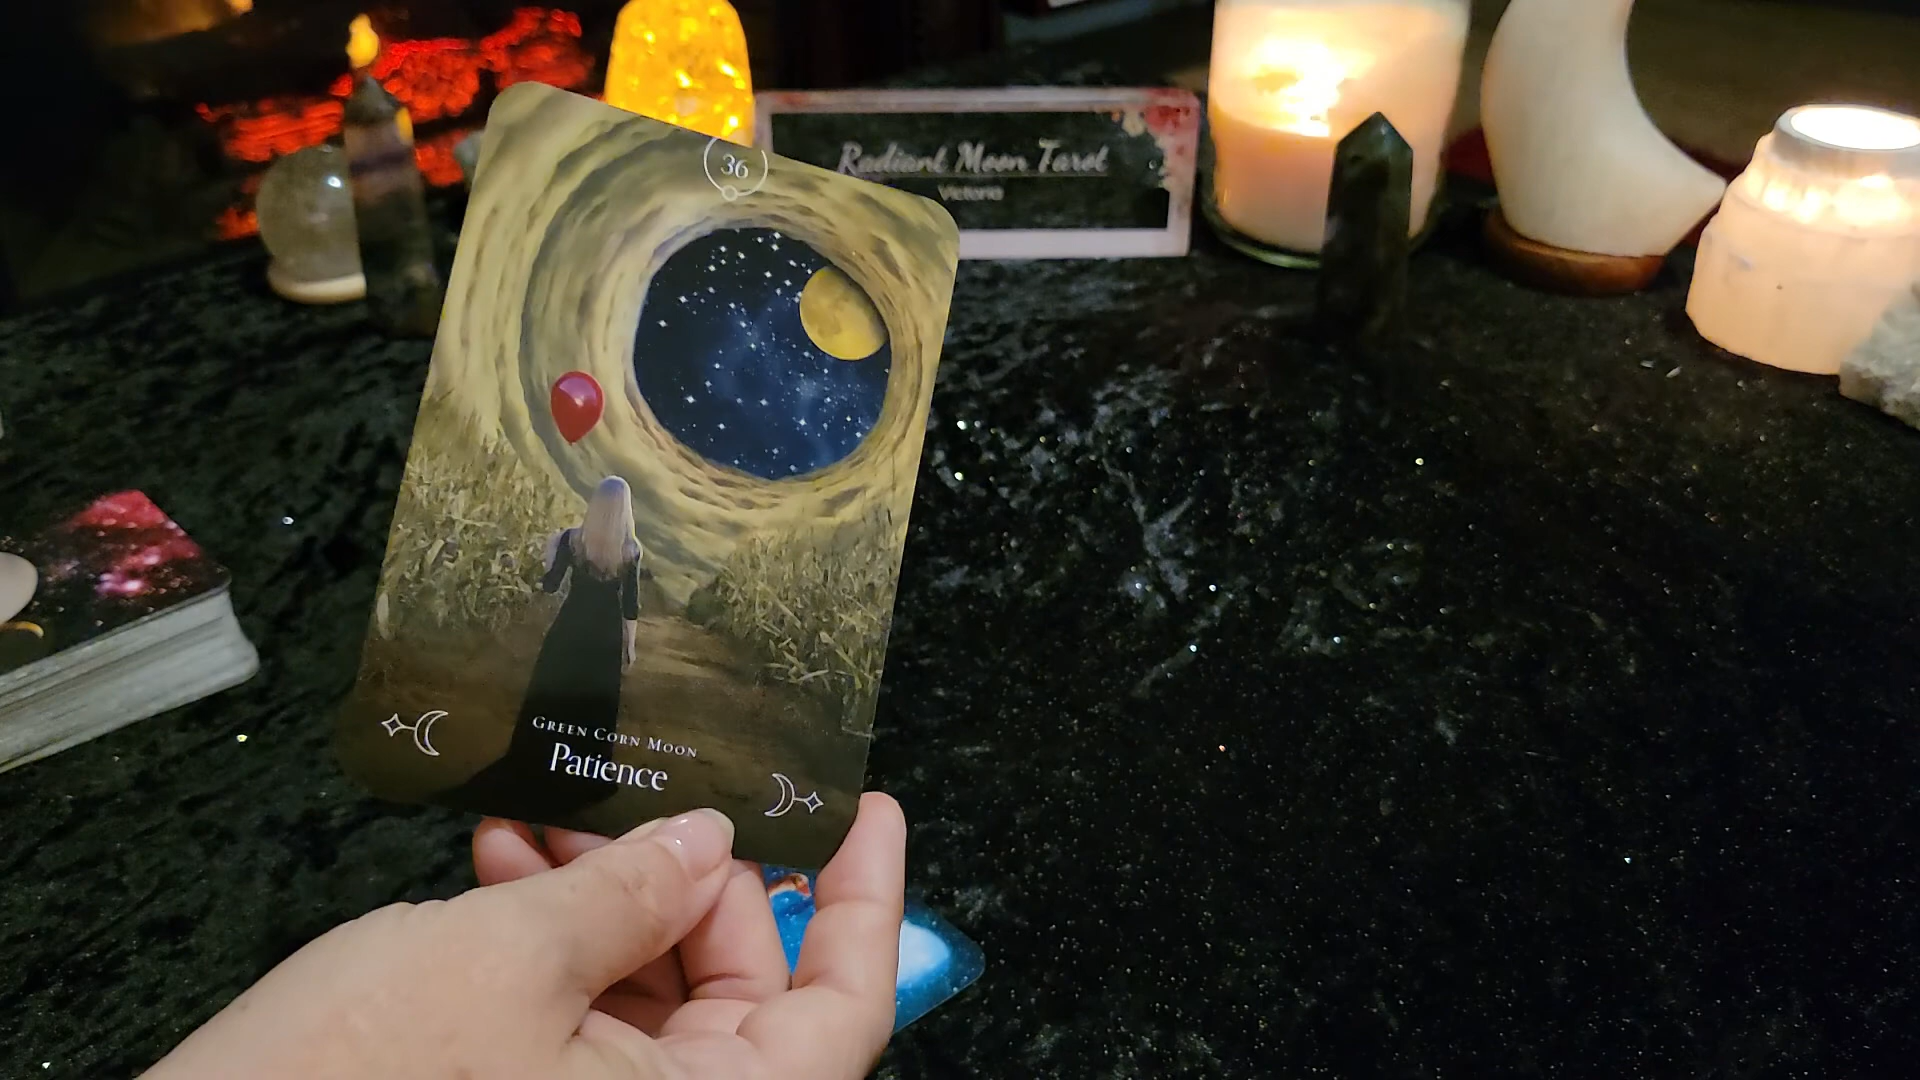 36
Radiant Moon Tarot
Victoria
Green Corn Moon
Patience